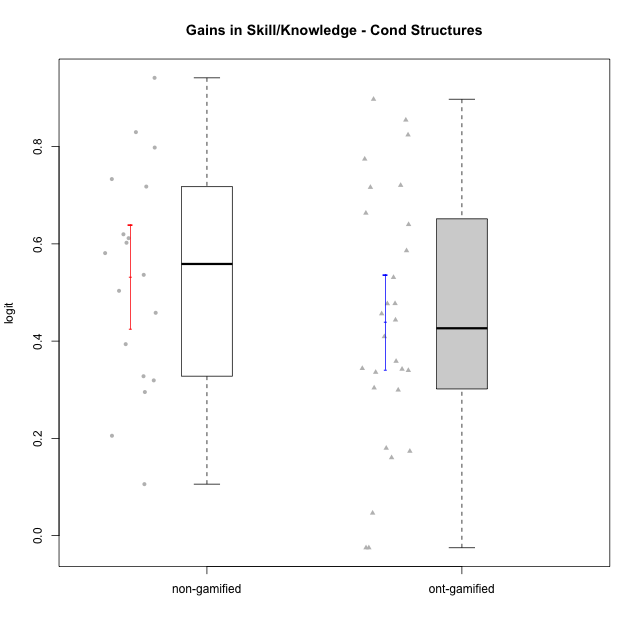 Gains in Skill/Knowledge - Cond Structures
logit
0.8
0.6
0.4
0.2
0.0
non-gamified
ont-gamified